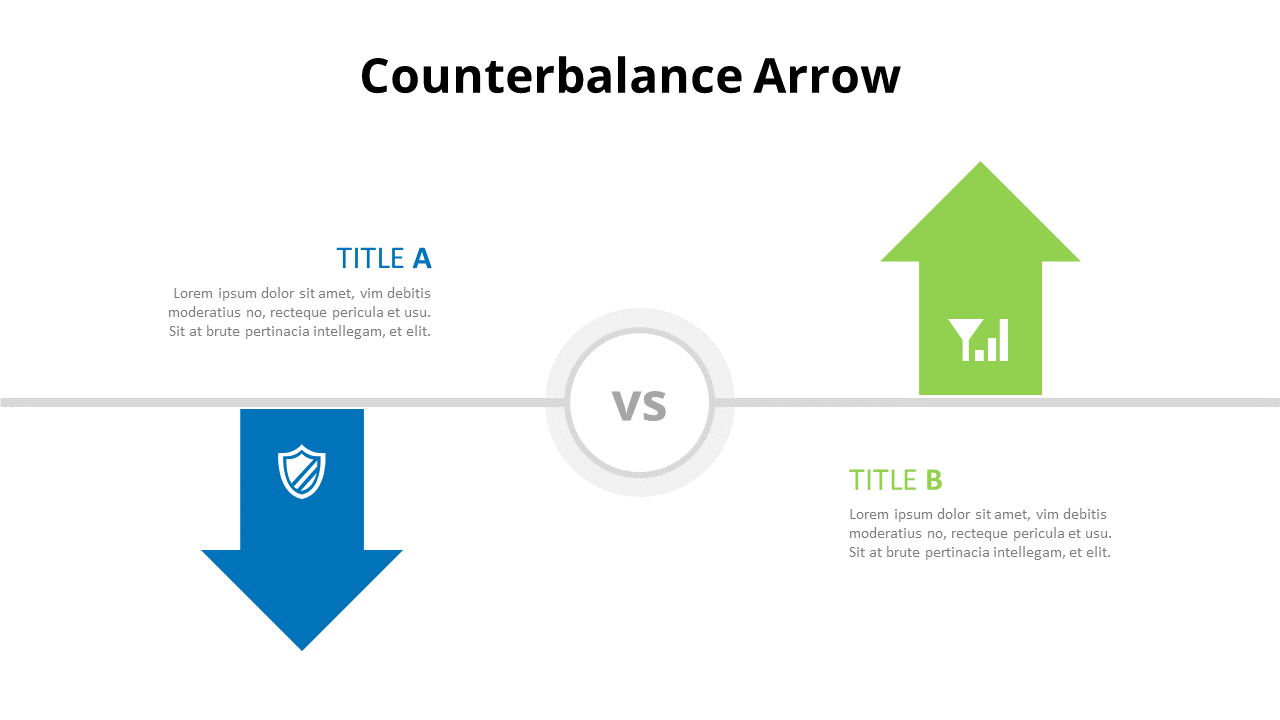 Counterbalance Arrow
TITLE A
Lorem ipsum dolor sit amet, vim debitis
moderatius no, recteque pericula et usu.
Sit at brute pertinacia intellegam, et elit.
VS
TITLE B
Lorem ipsum dolor sit amet, vim debitis
moderatius no, recteque pericula et usu.
Sit at brute pertinacia intellegam, et elit.